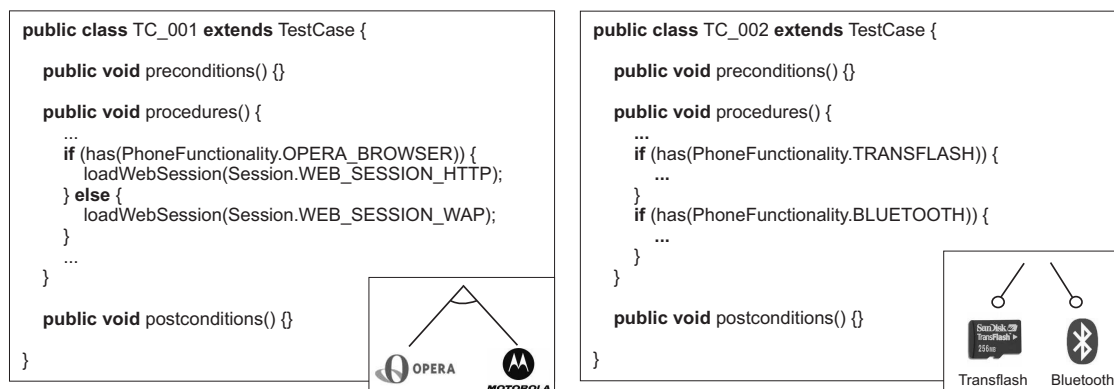 public class TC_001 extends TestCase {
public void preconditions() {}
public void procedures() {
...
if (has(PhoneFunctionality.OPERA_BROWSER)) {
loadWebSession(Session.WEB_SESSION_HTTP);
} else {
loadWebSession(Session.WEB_SESSION_WAP);
}
...
}
public void postconditions() {}
}
OPERA
MOTOROLA
public class TC_002 extends TestCase {
public void preconditions() {}
public void procedures() {
...
if (has(PhoneFunctionality.TRANSFLASH)) {
...
}
if (has(PhoneFunctionality.BLUETOOTH)) {
...
}
}
public void postconditions() {}
}
SanDisk
TransFlash
256MB
Transflash
Bluetooth